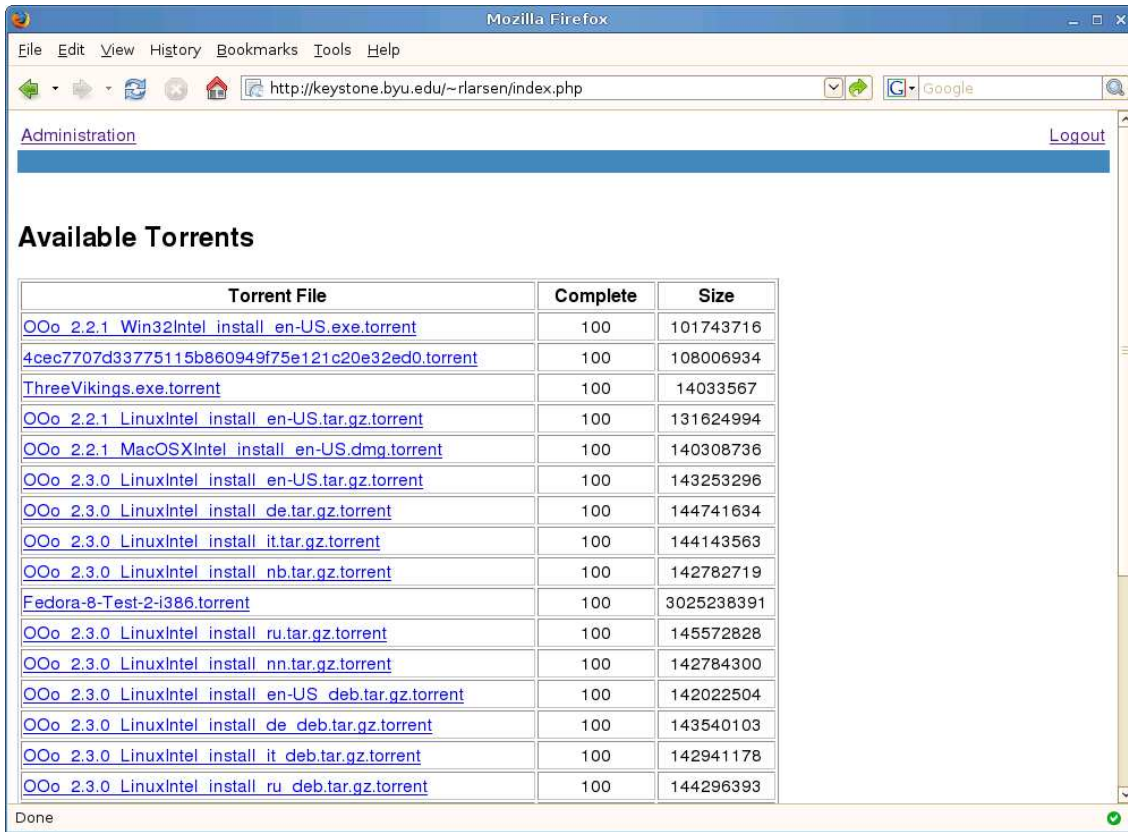 Mozilla Firefox
File Edit View History Bookmarks Tools Help
http://keystone.byu.edu/~rlarsen/index.php G Google
Administration Logout
Available Torrents
Torrent File Complete Size
OOo_2.2.1_Win32Intel_install_en-US.exe.torrent 100 101743716
4cec7707d33775115b860949f75e121c20e32ed0.torrent 100 108006934
ThreeVikings.exe.torrent 100 14033567
OOo_2.2.1_LinuxIntel_install_en-US.tar.gz.torrent 100 131624994
OOo_2.2.1_MacOSXIntel_install_en-US.dmg.torrent 100 140308736
OOo_2.3.0_LinuxIntel_install_en-US.tar.gz.torrent 100 143253296
OOo_2.3.0_LinuxIntel_install_de.tar.gz.torrent 100 144741634
OOo_2.3.0_LinuxIntel_install_it.tar.gz.torrent 100 144143563
OOo_2.3.0_LinuxIntel_install_nb.tar.gz.torrent 100 142782719
Fedora-8-Test-2-i386.torrent 100 3025238391
OOo_2.3.0_LinuxIntel_install_ru.tar.gz.torrent 100 145572828
OOo_2.3.0_LinuxIntel_install_nn.tar.gz.torrent 100 142784300
OOo_2.3.0_LinuxIntel_install_en-US_deb.tar.gz.torrent 100 142022504
OOo_2.3.0_LinuxIntel_install_de_deb.tar.gz.torrent 100 143540103
OOo_2.3.0_LinuxIntel_install_it_deb.tar.gz.torrent 100 142941178
OOo_2.3.0_LinuxIntel_install_ru_deb.tar.gz.torrent 100 144296393
Done